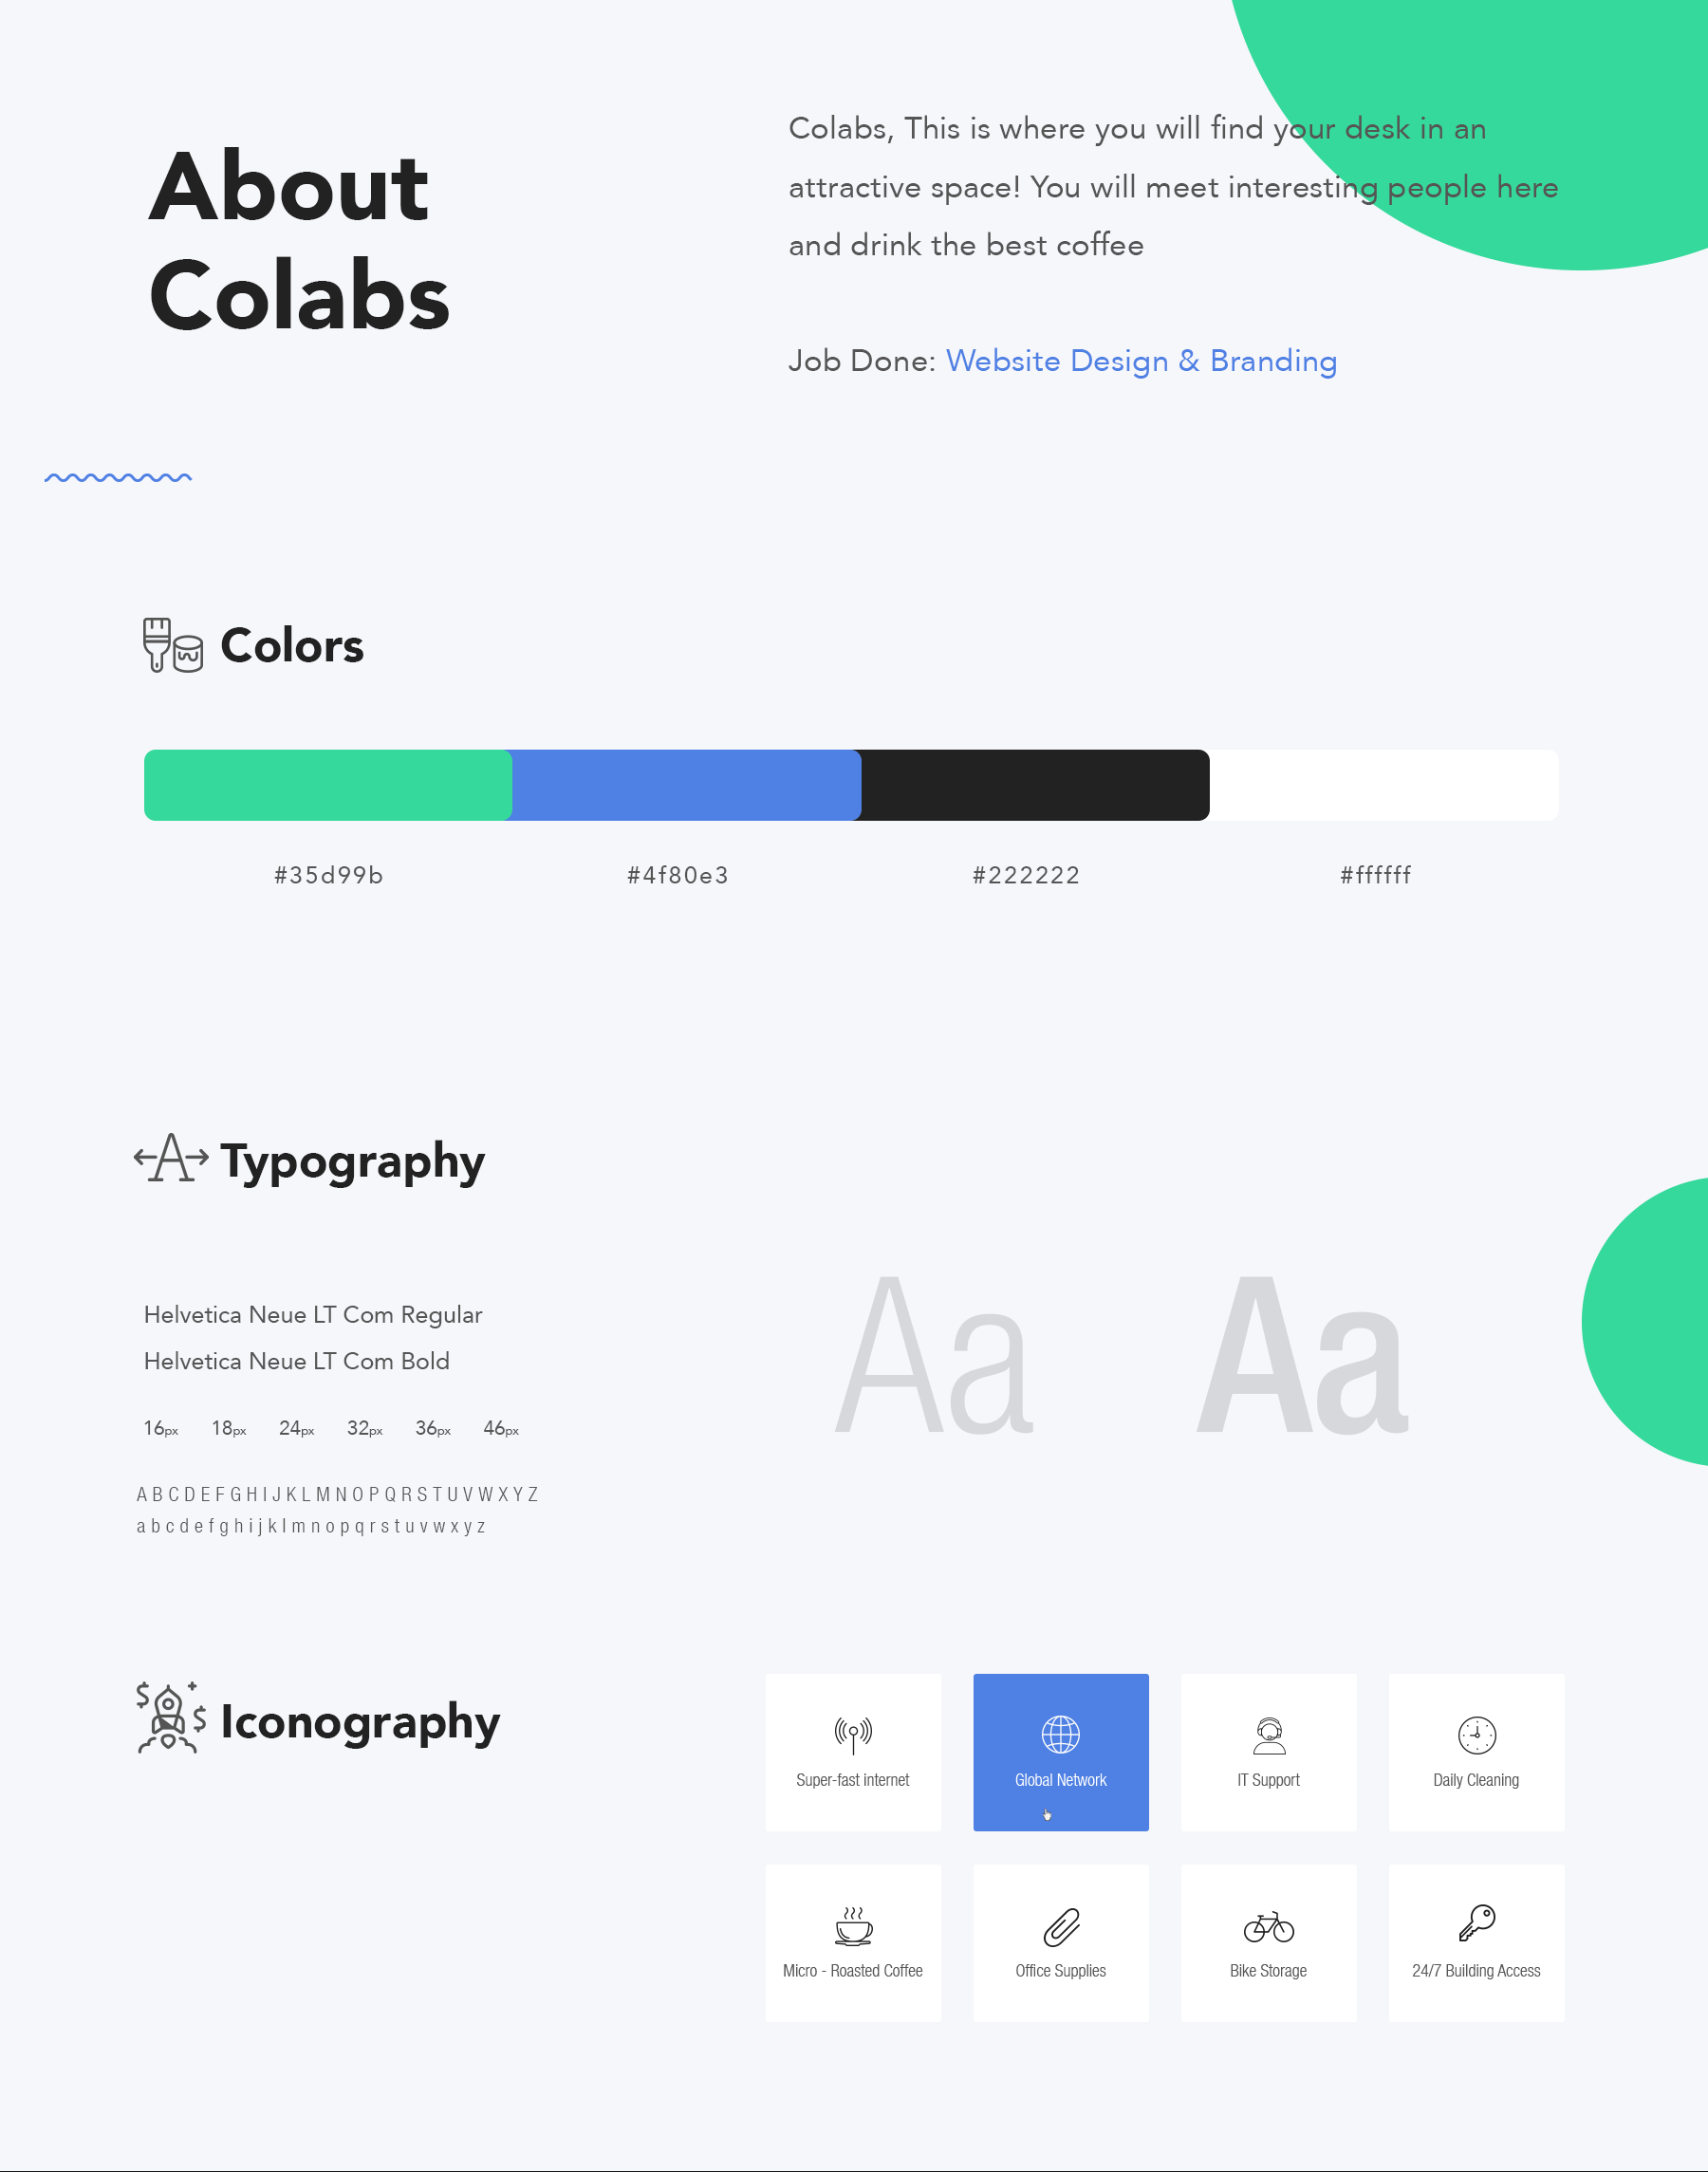 About
Colabs
Colabs, This is where you will find your desk in an
attractive space! You will meet interesting people here
and drink the best coffee
Job Done: Website Design & Branding
Colors
#35d99b #4f80e3 #222222 #ffffff
Typography
Helvetica Neue LT Com Regular
Helvetica Neue LT Com Bold
16px 18px 24px 32px 36px 46px
A B C D E F G H I J K L M N O P Q R S T U V W X Y Z
a b c d e f g h i j k l m n o p q r s t u v w x y z
Aa Aa
Iconography
Super-fast internet Global Network IT Support Daily Cleaning
Micro - Roasted Coffee Office Supplies Bike Storage 24/7 Building Access